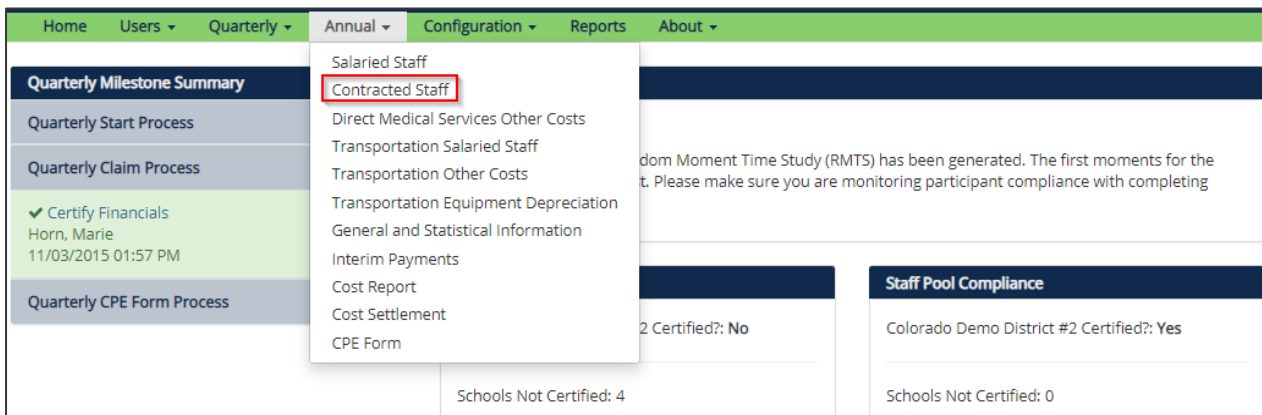 Home Users Quarterly Annual Configuration Reports About
Quarterly Milestone Summary
Quarterly Start Process
Quarterly Claim Process
Certify Financials
Horn, Marie
11/03/2015 01:57 PM
Quarterly CPE Form Process
Salaried Staff
Contracted Staff
Direct Medical Services Other Costs
Transportation Salaried Staff
Transportation Other Costs
Transportation Equipment Depreciation
General and Statistical Information
Interim Payments
Cost Report
Cost Settlement
CPE Form
dom Moment Time Study (RMTS) has been generated. The first moments for the
t. Please make sure you are monitoring participant compliance with completing
2 Certified?: No
Schools Not Certified: 4
Staff Pool Compliance
Colorado Demo District #2 Certified?: Yes
Schools Not Certified: 0